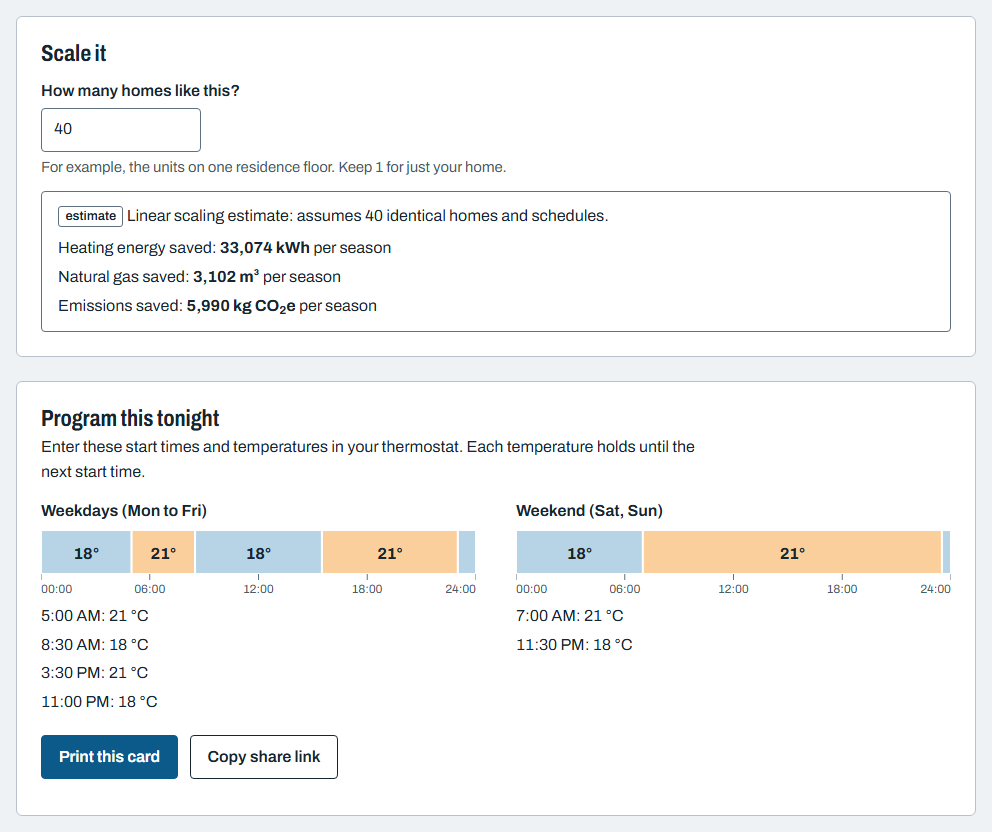 Scale it
How many homes like this?
40
For example, the units on one residence floor. Keep 1 for just your home.
estimate Linear scaling estimate: assumes 40 identical homes and schedules.
Heating energy saved: 33,074 kWh per season
Natural gas saved: 3,102 m³ per season
Emissions saved: 5,990 kg CO₂e per season
Program this tonight
Enter these start times and temperatures in your thermostat. Each temperature holds until the
next start time.
Weekdays (Mon to Fri)
18° 21° 18° 21°
00:00 06:00 12:00 18:00 24:00
5:00 AM: 21 °C
8:30 AM: 18 °C
3:30 PM: 21 °C
11:00 PM: 18 °C
Weekend (Sat, Sun)
18° 21°
00:00 06:00 12:00 18:00 24:00
7:00 AM: 21 °C
11:30 PM: 18 °C
Print this card
Copy share link